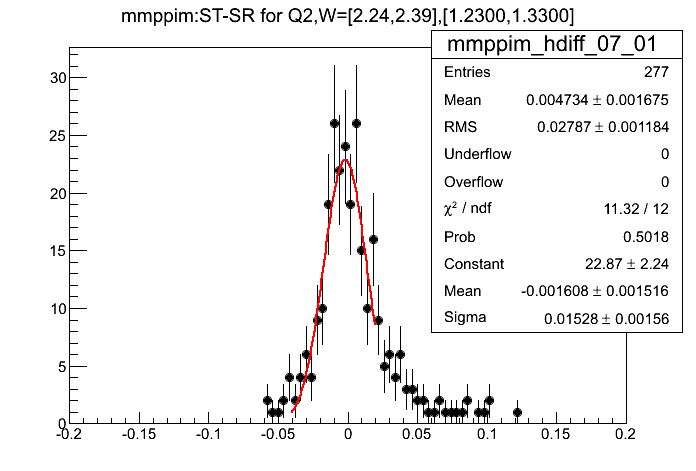 mmppim:ST-SR for Q2,W=[2.24,2.39],[1.2300,1.3300]
mmppim_hdiff_07_01
Entries 277
Mean 0.004734 ± 0.001675
RMS 0.02787 ± 0.001184
Underflow 0
Overflow 0
χ² / ndf 11.32 / 12
Prob 0.5018
Constant 22.87 ± 2.24
Mean -0.001608 ± 0.001516
Sigma 0.01528 ± 0.00156
30
25
20
15
10
5
0
-0.2 -0.15 -0.1 -0.05 0 0.05 0.1 0.15 0.2